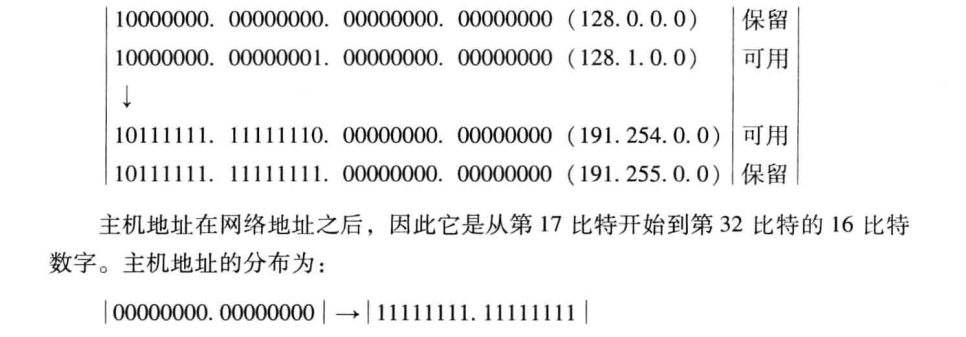 10000000. 00000000. 00000000. 00000000 (128. 0. 0. 0) 保留
10000000. 00000001. 00000000. 00000000 (128. 1. 0. 0) 可用
↓
10111111. 11111110. 00000000. 00000000 (191. 254. 0. 0) 可用
10111111. 11111111. 00000000. 00000000 (191. 255. 0. 0) 保留
主机地址在网络地址之后，因此它是从第 17 比特开始到第 32 比特的 16 比特
数字。主机地址的分布为：
|00000000. 00000000| →|11111111. 11111111|